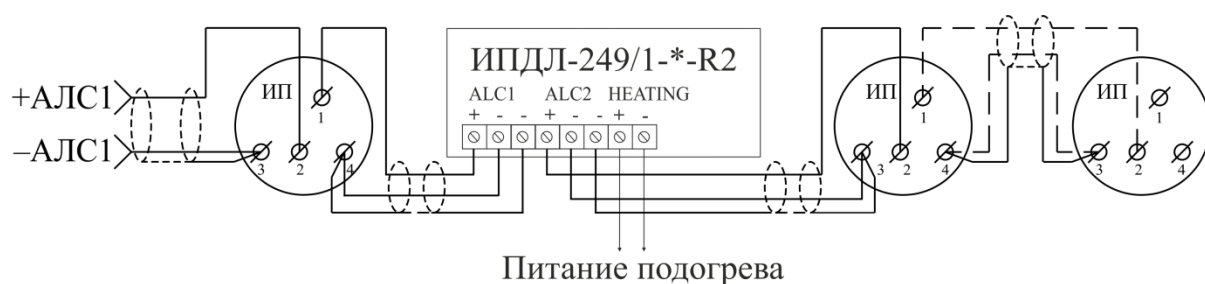 ИПДЛ-249/1-*-R2
+АЛС1
–АЛС1
ИП
1
3
2
4
ALC1 ALC2 HEATING
+ - - + - - + -
ИП
1
3
2
4
ИП
1
3
2
4
Питание подогрева